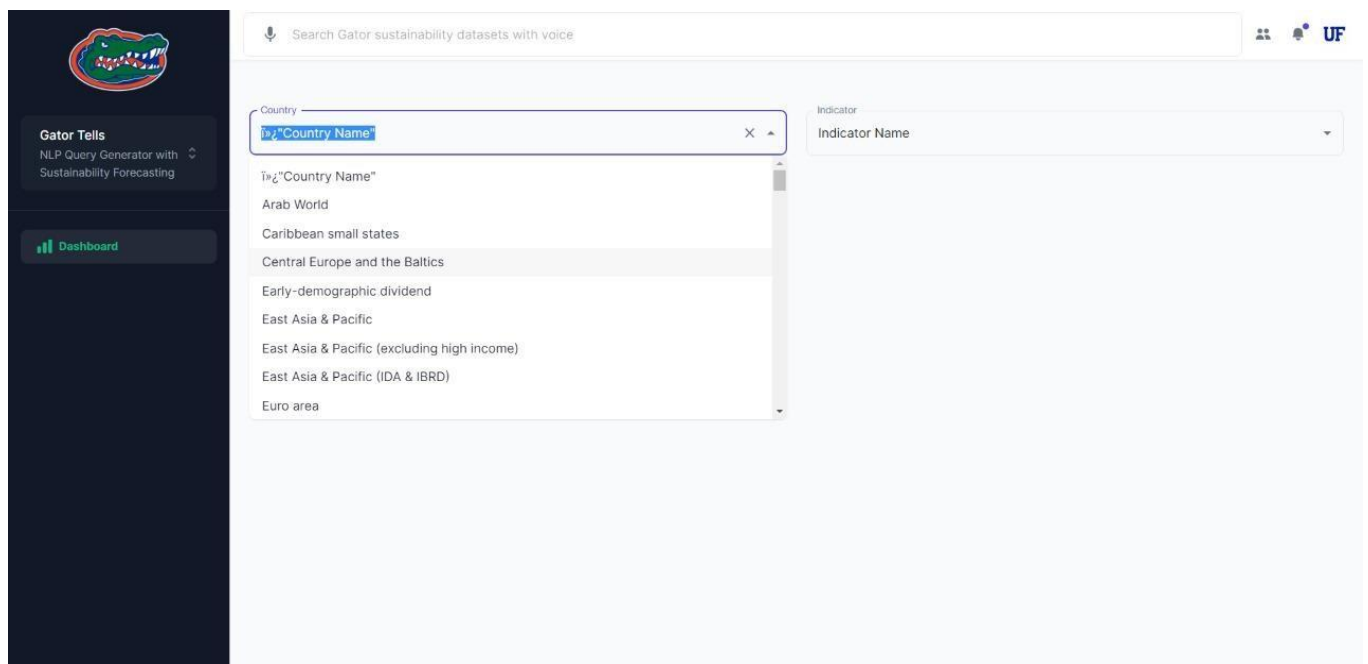 Search Gator sustainability datasets with voice
UF
Gators
Gator Tells
NLP Query Generator with
Sustainability Forecasting
Dashboard
Country
ï»¿"Country Name"
Indicator
Indicator Name
ï»¿"Country Name"
Arab World
Caribbean small states
Central Europe and the Baltics
Early-demographic dividend
East Asia & Pacific
East Asia & Pacific (excluding high income)
East Asia & Pacific (IDA & IBRD)
Euro area